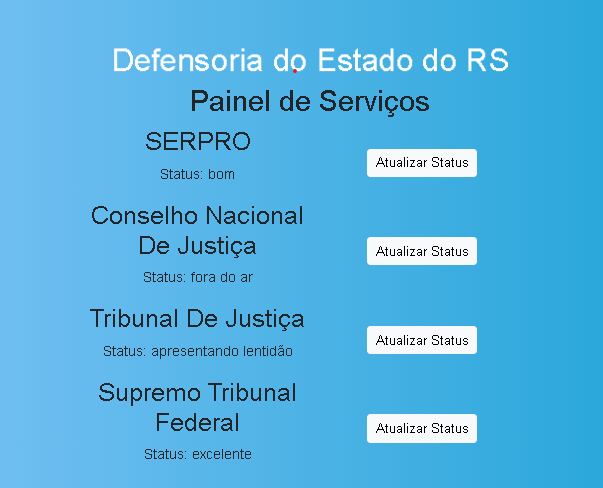 Defensoria do Estado do RS
Painel de Serviços
SERPRO
Status: bom
Atualizar Status
Conselho Nacional
De Justiça
Status: fora do ar
Atualizar Status
Tribunal De Justiça
Status: apresentando lentidão
Atualizar Status
Supremo Tribunal
Federal
Status: excelente
Atualizar Status